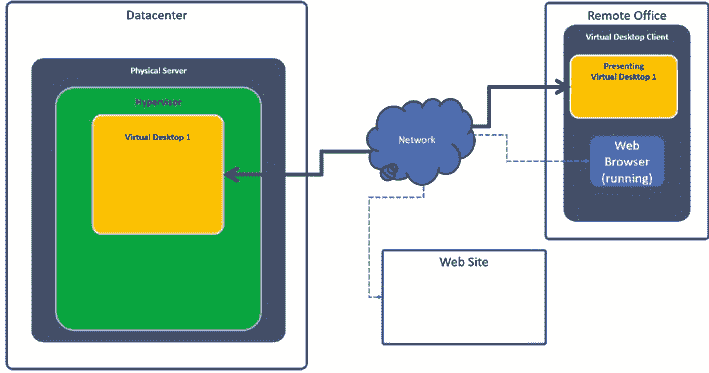 Datacenter
Physical Server
Hypervisor
Virtual Desktop 1
Network
Web Site
Remote Office
Virtual Desktop Client
Presenting
Virtual Desktop 1
Web
Browser
(running)